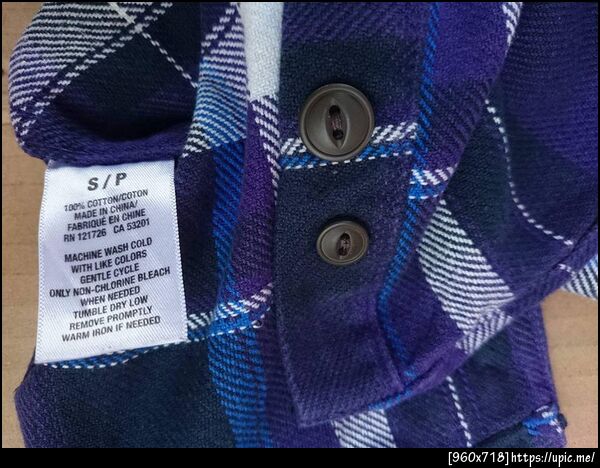 S / P
100% COTTON/COTON
MADE IN CHINA/
FABRIQUÉ EN CHINE
RN 121726 CA 53201
MACHINE WASH COLD
WITH LIKE COLORS
GENTLE CYCLE
ONLY NON-CHLORINE BLEACH
WHEN NEEDED
TUMBLE DRY LOW
REMOVE PROMPTLY
WARM IRON IF NEEDED
[960x718]https://upic.me/